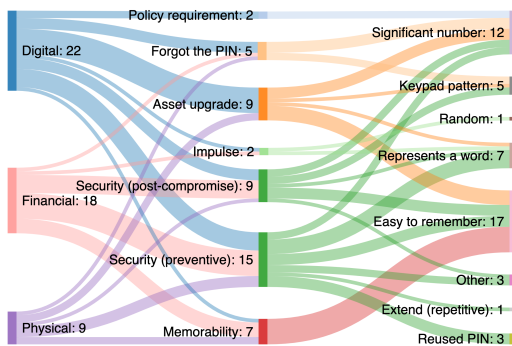 Policy requirement: 2
Significant number: 12
Digital: 22
Forgot the PIN: 5
Keypad pattern: 5
Asset upgrade: 9
Random: 1
Impulse: 2
Represents a word: 7
Security (post-compromise): 9
Financial: 18
Easy to remember: 17
Security (preventive): 15
Other: 3
Extend (repetitive): 1
Physical: 9
Memorability: 7
Reused PIN: 3